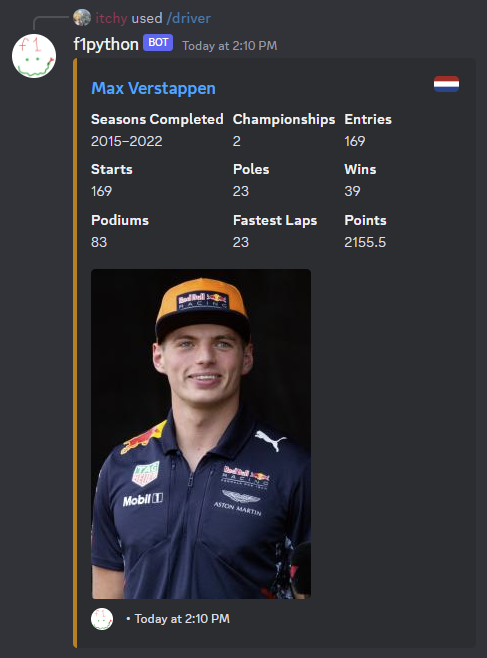 itchy used /driver
f1
f1python BOT Today at 2:10 PM
Max Verstappen
Seasons Completed Championships Entries
2015–2022 2 169
Starts Poles Wins
169 23 39
Podiums Fastest Laps Points
83 23 2155.5
Red Bull
RACING
TAG
Heuer
Mobil 1
Red Bull
RACING
ASTON MARTIN
• Today at 2:10 PM